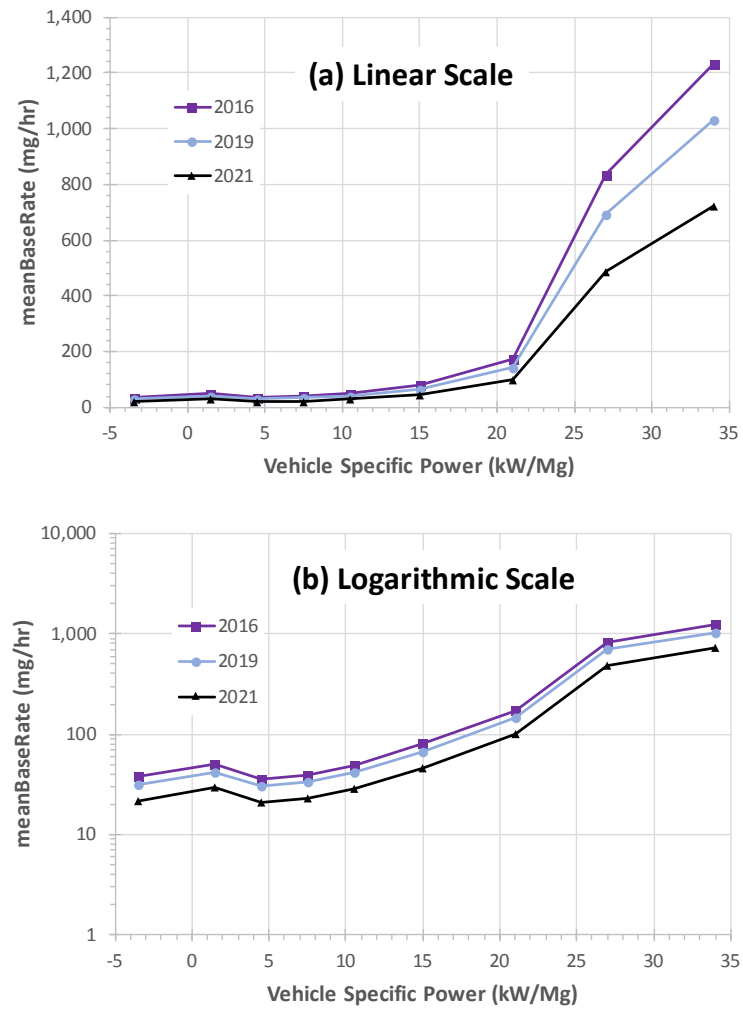 1,400
1,200
1,000
800
600
400
200
0
meanBaseRate (mg/hr)
(a) Linear Scale
2016
2019
2021
-5 0 5 10 15 20 25 30 35
Vehicle Specific Power (kW/Mg)
10,000
1,000
100
10
1
meanBaseRate (mg/hr)
(b) Logarithmic Scale
2016
2019
2021
-5 0 5 10 15 20 25 30 35
Vehicle Specific Power (kW/Mg)